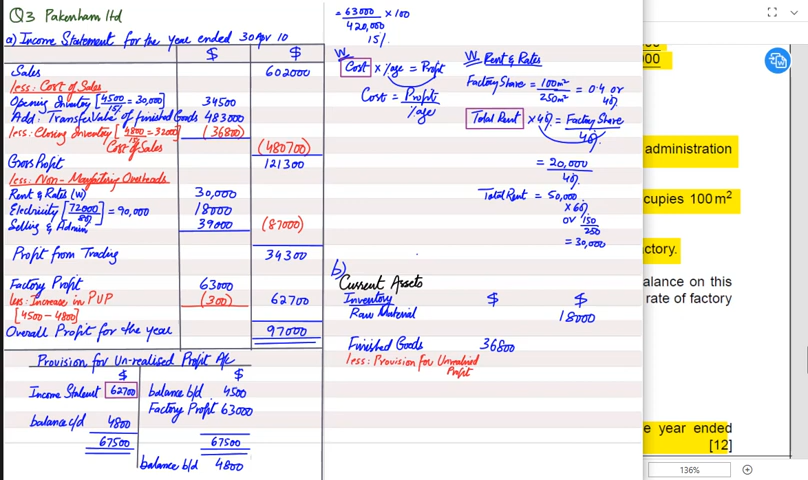 Q3 Pakenham ltd
a) Income Statement for the year ended 30 Apr 10
$ $
Sales 602000
less: Cost of Sales
Opening Inventory [4500/15% = 30,000] 34500
Add: Transfer Value of finished Goods 483000
less: Closing Inventory [4800/15% = 32000] (36800)
Cost of Sales (480700)
Gross Profit 121300
less: Non-Manufacturing Overheads
Rent & Rates (W) 30,000
Electricity [72000/80% = 90,000] 18000
Selling & Admin 39000 (87000)
Profit from Trading 34300
Factory Profit 63000
less: Increase in PUP (300) 62700
[4500 - 4800]
Overall Profit for the year 97000
Provision for Un-realised Profit A/c
$ $
Income Statemt 62700 balance b/d 4500
Factory Profit 63000
balance c/d 4800
67500 67500
balance b/d 4800
= 63000/420,000 × 100
15%
W
Cost × %age = Profit
Cost = Profit/%age
W Rent & Rates
Factory Share = 100m²/250m² = 0.4 or 40%
Total Rent × 40% = Factory Share/40%
= 20,000/40%
Total Rent = 50,000
× 60%
or 150/250
= 30,000
b)
Current Assets
Inventory $ $
Raw Material 18000
Finished Goods 36800
less: Provision for Unrealised Profit
000
administration
cupies 100 m²
ctory.
alance on this
rate of factory
e year ended
[12]
136%